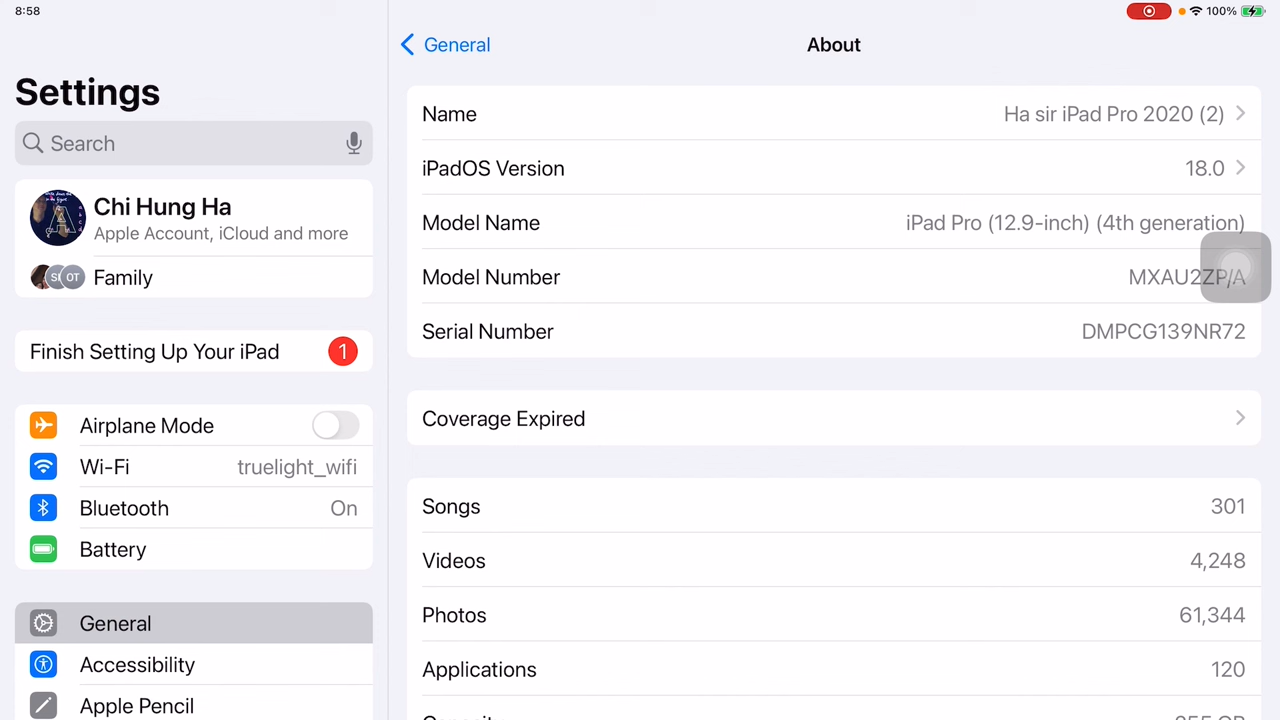 8:58
100%
Settings
Search
Chi Hung Ha
Apple Account, iCloud and more
OT
Family
Finish Setting Up Your iPad 1
Airplane Mode
Wi-Fi truelight_wifi
Bluetooth On
Battery
General
Accessibility
Apple Pencil
General
About
Name Ha sir iPad Pro 2020 (2)
iPadOS Version 18.0
Model Name iPad Pro (12.9-inch) (4th generation)
Model Number MXAU2ZP/A
Serial Number DMPCG139NR72
Coverage Expired
Songs 301
Videos 4,248
Photos 61,344
Applications 120